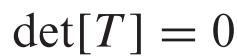 det[T] = 0